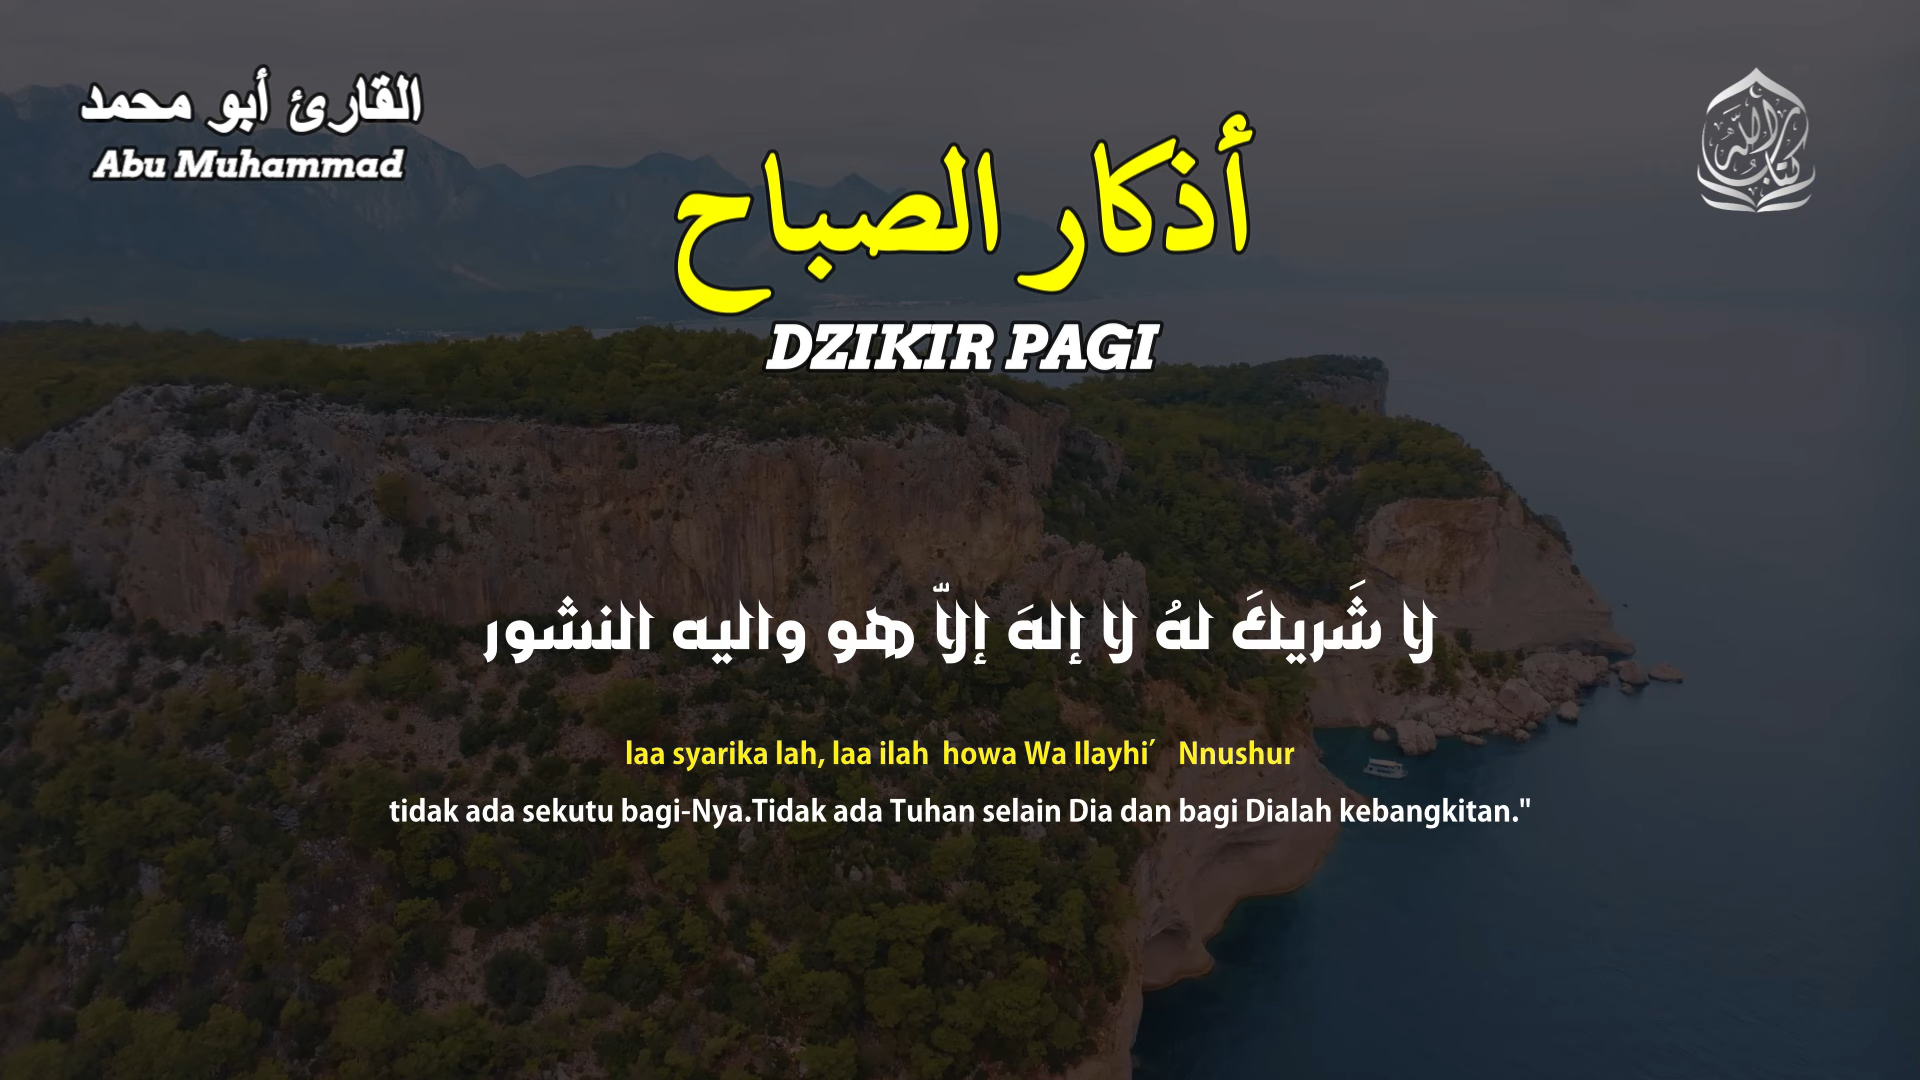 القارئ أبو محمد
Abu Muhammad
أذكار الصباح
DZIKIR PAGI
كتاب الله
لا شَريكَ لهُ لا إلهَ إلاّ هو واليه النشور
laa syarika lah, laa ilah  howa Wa Ilayhi´  Nnushur
tidak ada sekutu bagi-Nya.Tidak ada Tuhan selain Dia dan bagi Dialah kebangkitan."